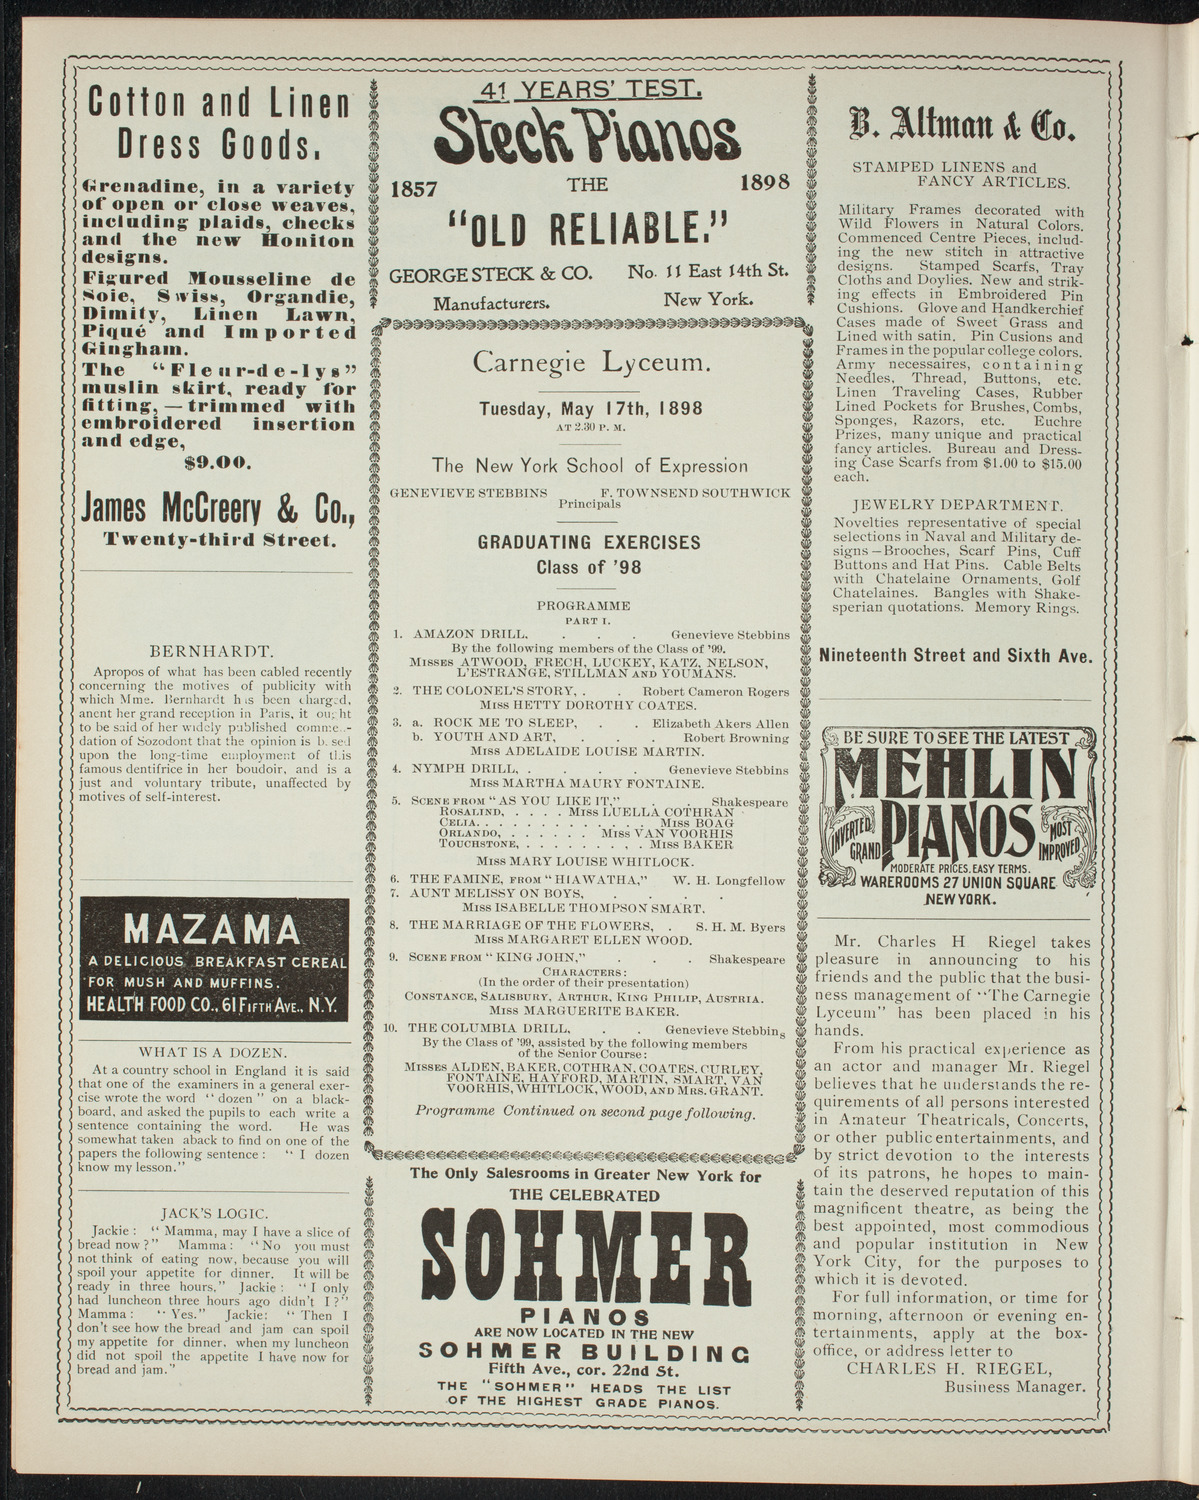 Cotton and Linen
Dress Goods.
Grenadine, in a variety
of open or close weaves,
including plaids, checks
and the new Honiton
designs.
Figured Mousseline de
Soie, Swiss, Organdie,
Dimity, Linen Lawn,
Piqué and Imported
Gingham.
The "Fleur-de-lys"
muslin skirt, ready for
fitting,—trimmed with
embroidered insertion
and edge,
$9.00.
James McCreery & Co.,
Twenty-third Street.
BERNHARDT.
Apropos of what has been cabled recently
concerning the motives of publicity with
which Mme. Bernhardt has been charged,
anent her grand reception in Paris, it ought
to be said of her widely published commen-
dation of Sozodont that the opinion is based
upon the long-time employment of this
famous dentifrice in her boudoir, and is a
just and voluntary tribute, unaffected by
motives of self-interest.
MAZAMA
A DELICIOUS BREAKFAST CEREAL
FOR MUSH AND MUFFINS.
HEALTH FOOD CO., 61 FIFTH AVE., N.Y.
WHAT IS A DOZEN.
At a country school in England it is said
that one of the examiners in a general exer-
cise wrote the word "dozen" on a black-
board, and asked the pupils to each write a
sentence containing the word. He was
somewhat taken aback to find on one of the
papers the following sentence: "I dozen
know my lesson."
JACK'S LOGIC.
Jackie: "Mamma, may I have a slice of
bread now?" Mamma: "No you must
not think of eating now, because you will
spoil your appetite for dinner. It will be
ready in three hours." Jackie: "I only
had luncheon three hours ago didn't I?"
Mamma: "Yes." Jackie: "Then I
don't see how the bread and jam can spoil
my appetite for dinner, when my luncheon
did not spoil the appetite I have now for
bread and jam."
41 YEARS' TEST.
Steck Pianos
1857 THE 1898
"OLD RELIABLE."
GEORGE STECK & CO. No. 11 East 14th St.
Manufacturers. New York.
Carnegie Lyceum.
Tuesday, May 17th, 1898
AT 2.30 P. M.
The New York School of Expression
GENEVIEVE STEBBINS F. TOWNSEND SOUTHWICK
Principals
GRADUATING EXERCISES
Class of '98
PROGRAMME
PART I.
1. AMAZON DRILL, . . . Genevieve Stebbins
By the following members of the Class of '99.
MISSES ATWOOD, FRECH, LUCKEY, KATZ, NELSON,
L'ESTRANGE, STILLMAN AND YOUMANS.
2. THE COLONEL'S STORY, . . Robert Cameron Rogers
MISS HETTY DOROTHY COATES.
3. a. ROCK ME TO SLEEP, . . Elizabeth Akers Allen
b. YOUTH AND ART, . . . Robert Browning
MISS ADELAIDE LOUISE MARTIN.
4. NYMPH DRILL, . . . . Genevieve Stebbins
MISS MARTHA MAURY FONTAINE.
5. SCENE FROM "AS YOU LIKE IT," . . Shakespeare
ROSALIND, . . . . MISS LUELLA COTHRAN
CELIA. . . . . . . . . . . . MISS BOAG
ORLANDO, . . . . . . MISS VAN VOORHIS
TOUCHSTONE, . . . . . . . . . MISS BAKER
MISS MARY LOUISE WHITLOCK.
6. THE FAMINE, FROM "HIAWATHA," W. H. Longfellow
7. AUNT MELISSY ON BOYS, . . . .
MISS ISABELLE THOMPSON SMART.
8. THE MARRIAGE OF THE FLOWERS, . S. H. M. Byers
MISS MARGARET ELLEN WOOD.
9. SCENE FROM "KING JOHN," . . . Shakespeare
CHARACTERS:
(In the order of their presentation)
CONSTANCE, SALISBURY, ARTHUR, KING PHILIP, AUSTRIA.
MISS MARGUERITE BAKER.
10. THE COLUMBIA DRILL, . . Genevieve Stebbins
By the Class of '99, assisted by the following members
of the Senior Course:
MISSES ALDEN, BAKER, COTHRAN, COATES, CURLEY,
FONTAINE, HAYFORD, MARTIN, SMART, VAN
VOORHIS, WHITLOCK, WOOD, AND MRS. GRANT.
Programme Continued on second page following.
The Only Salesrooms in Greater New York for
THE CELEBRATED
SOHMER
PIANOS
ARE NOW LOCATED IN THE NEW
SOHMER BUILDING
Fifth Ave., cor. 22nd St.
THE "SOHMER" HEADS THE LIST
OF THE HIGHEST GRADE PIANOS.
B. Altman & Co.
STAMPED LINENS and
FANCY ARTICLES.
Military Frames decorated with
Wild Flowers in Natural Colors.
Commenced Centre Pieces, includ-
ing the new stitch in attractive
designs. Stamped Scarfs, Tray
Cloths and Doylies. New and strik-
ing effects in Embroidered Pin
Cushions. Glove and Handkerchief
Cases made of Sweet Grass and
Lined with satin. Pin Cusions and
Frames in the popular college colors.
Army necessaires, containing
Needles, Thread, Buttons, etc.
Linen Traveling Cases, Rubber
Lined Pockets for Brushes, Combs,
Sponges, Razors, etc. Euchre
Prizes, many unique and practical
fancy articles. Bureau and Dress-
ing Case Scarfs from $1.00 to $15.00
each.
JEWELRY DEPARTMENT.
Novelties representative of special
selections in Naval and Military de-
signs—Brooches, Scarf Pins, Cuff
Buttons and Hat Pins. Cable Belts
with Chatelaine Ornaments, Golf
Chatelaines. Bangles with Shake-
sperian quotations. Memory Rings.
Nineteenth Street and Sixth Ave.
BE SURE TO SEE THE LATEST
MEHLIN
PIANOS
INVERTED GRAND
MOST IMPROVED
MODERATE PRICES. EASY TERMS.
WAREROOMS 27 UNION SQUARE
NEW YORK.
Mr. Charles H Riegel takes
pleasure in announcing to his
friends and the public that the busi-
ness management of "The Carnegie
Lyceum" has been placed in his
hands.
From his practical experience as
an actor and manager Mr. Riegel
believes that he understands the re-
quirements of all persons interested
in Amateur Theatricals, Concerts,
or other public entertainments, and
by strict devotion to the interests
of its patrons, he hopes to main-
tain the deserved reputation of this
magnificent theatre, as being the
best appointed, most commodious
and popular institution in New
York City, for the purposes to
which it is devoted.
For full information, or time for
morning, afternoon or evening en-
tertainments, apply at the box-
office, or address letter to
CHARLES H. RIEGEL,
Business Manager.